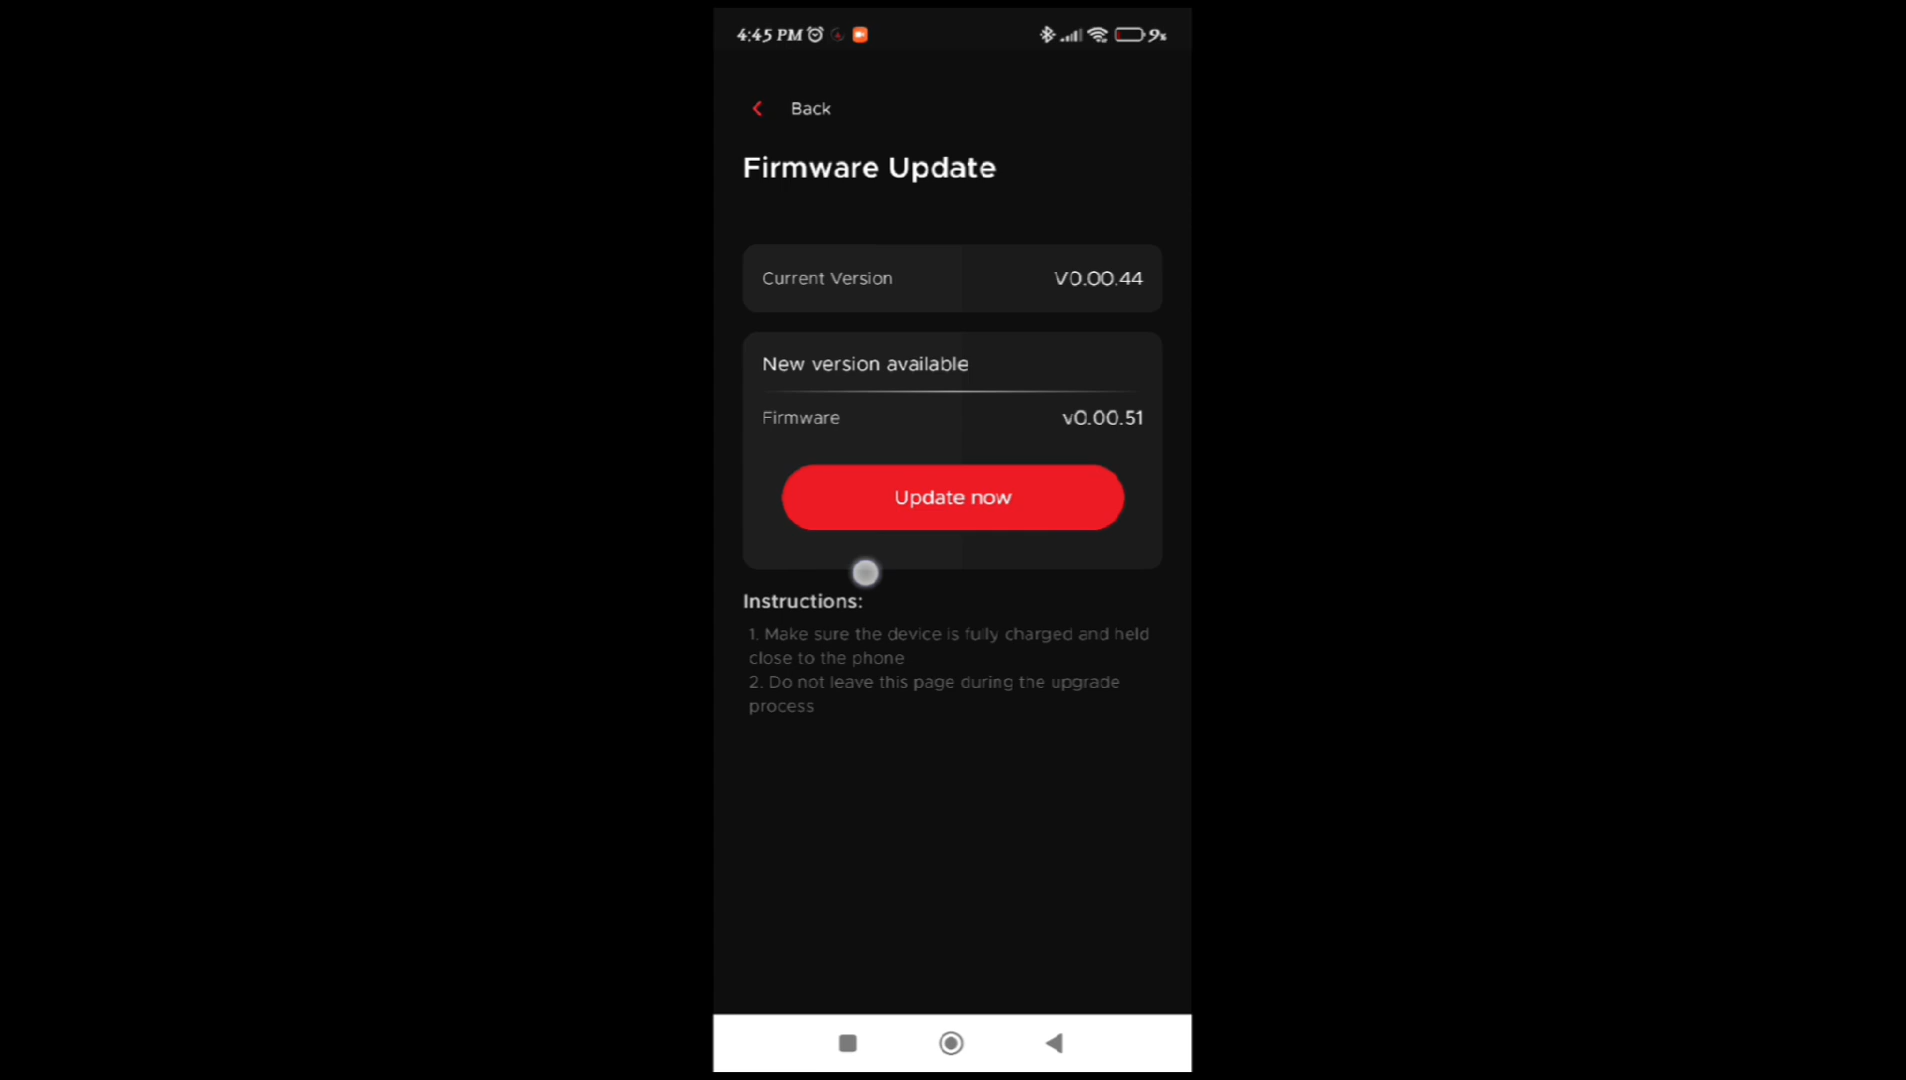 4:45 PM 9%
Back
Firmware Update
Current Version V0.00.44
New version available
Firmware v0.00.51
Update now
Instructions:
1. Make sure the device is fully charged and held
close to the phone
2. Do not leave this page during the upgrade
process